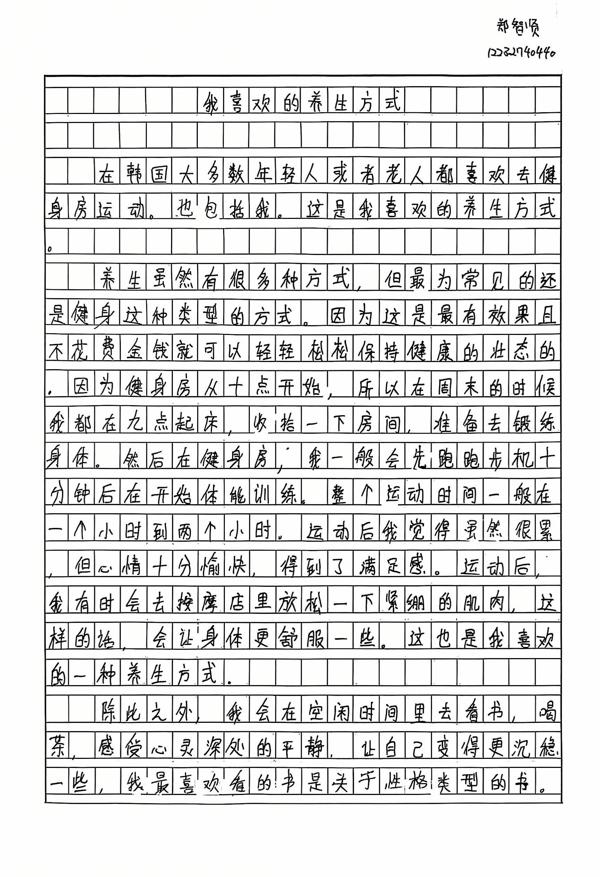 郑智贤
12232740440
我喜欢的养生方式
在韩国大多数年轻人或者老人都喜欢去健
身房运动。也包括我。这是我喜欢的养生方式
。
养生虽然有很多种方式，但最为常见的还
是健身这种类型的方式。因为这是最有效果且
不花费金钱就可以轻轻松松保持健康的壮态的
．因为健身房从十点开始，所以在周末的时候
我都在九点起床，收拾一下房间，准备去锻练
身体。然后在健身房，我一般会先跑跑步机十
分钟后在开始体能训练。整个运动时间一般在
一个小时到两个小时。运动后我觉得虽然很累
，但心情十分愉快，得到了满足感。运动后，
我有时会去按摩店里放松一下紧绷的肌肉，这
样的话，会让身体更舒服一些。这也是我喜欢
的一种养生方式．
除此之外，我会在空闲时间里去看书，喝
茶，感受心灵深处的平静，让自己变得更沉稳
一些，我最喜欢看的书是关于性格类型的书。